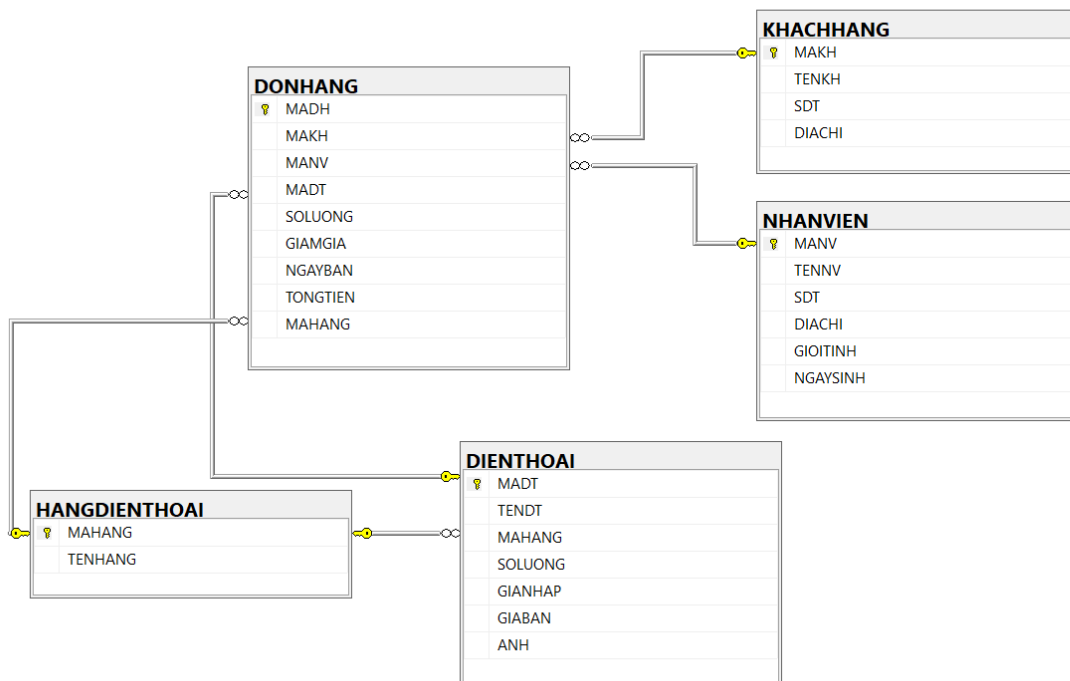 DONHANG
MADH
MAKH
MANV
MADT
SOLUONG
GIAMGIA
NGAYBAN
TONGTIEN
MAHANG
KHACHHANG
MAKH
TENKH
SDT
DIACHI
NHANVIEN
MANV
TENNV
SDT
DIACHI
GIOITINH
NGAYSINH
HANGDIENTHOAI
MAHANG
TENHANG
DIENTHOAI
MADT
TENDT
MAHANG
SOLUONG
GIANHAP
GIABAN
ANH